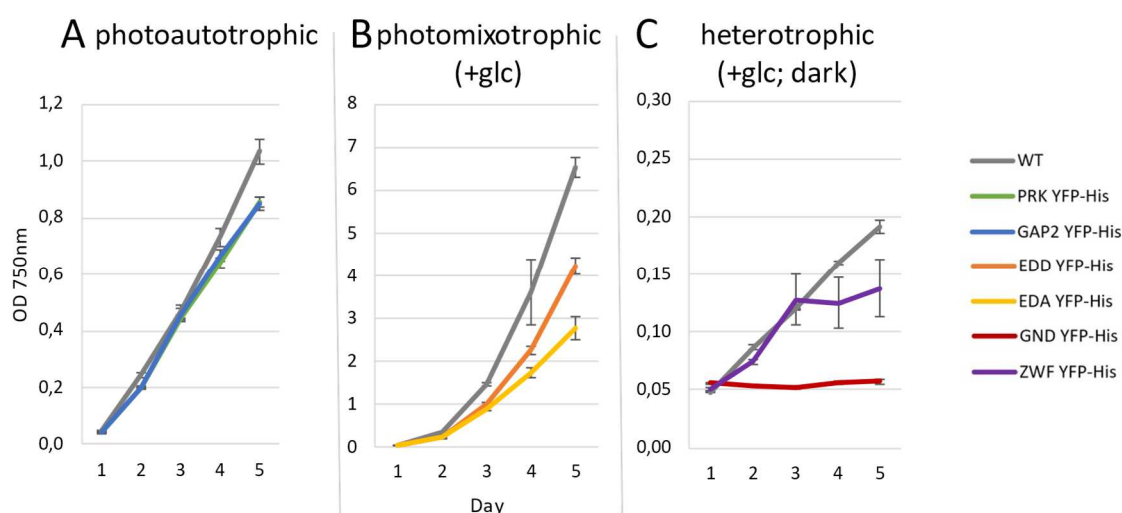 A photoautotrophic
B photomixotrophic
(+glc)
C heterotrophic
(+glc; dark)
OD 750nm
1,2
1,0
0,8
0,6
0,4
0,2
0,0
1 2 3 4 5
8
7
6
5
4
3
2
1
0
1 2 3 4 5
Day
0,30
0,25
0,20
0,15
0,10
0,05
0,00
1 2 3 4 5
WT
PRK YFP-His
GAP2 YFP-His
EDD YFP-His
EDA YFP-His
GND YFP-His
ZWF YFP-His